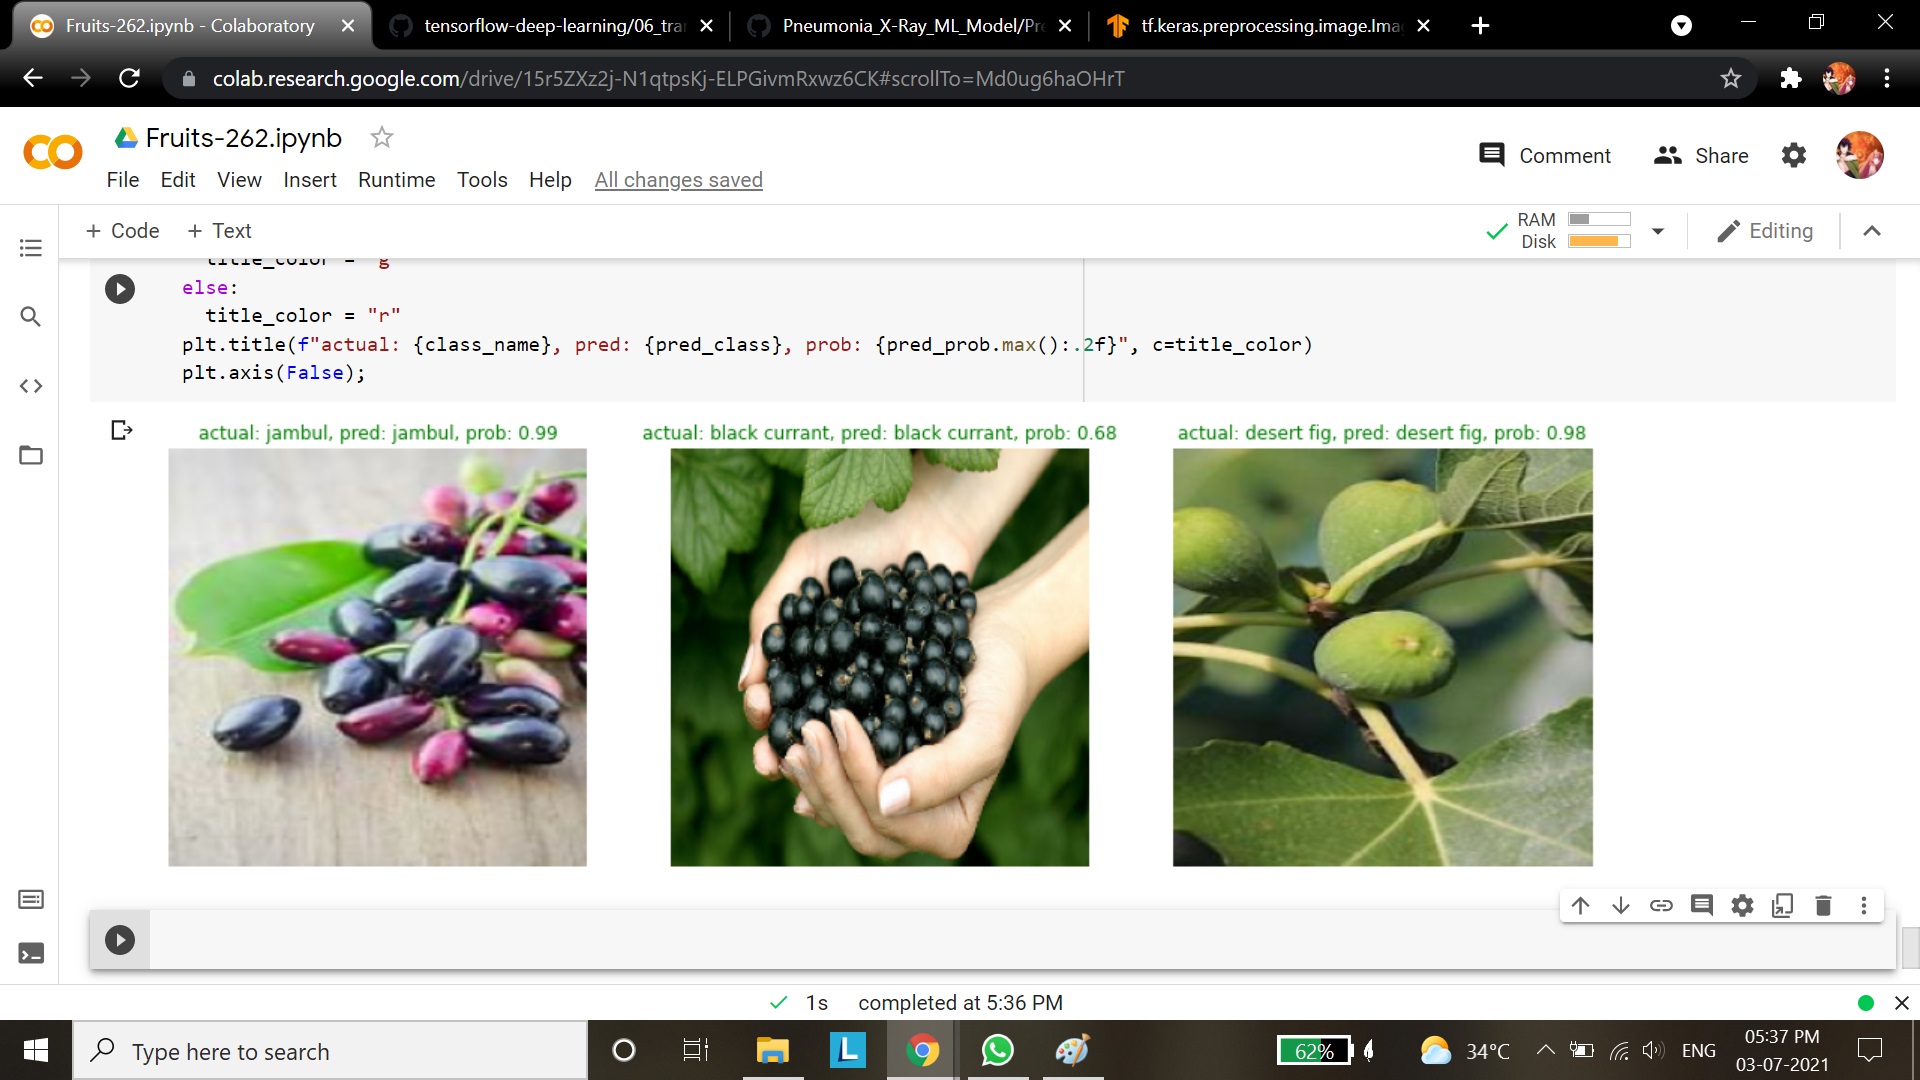 Fruits-262.ipynb - Colaboratory
tensorflow-deep-learning/06_tra
Pneumonia_X-Ray_ML_Model/Pr
tf.keras.preprocessing.image.Ima
colab.research.google.com/drive/15r5ZXz2j-N1qtpsKj-ELPGivmRxwz6CK#scrollTo=Md0ug6haOHrT
Fruits-262.ipynb
Comment
Share
File Edit View Insert Runtime Tools Help All changes saved
+ Code + Text
RAM
Disk
Editing
title_color = "g"
else:
title_color = "r"
plt.title(f"actual: {class_name}, pred: {pred_class}, prob: {pred_prob.max():.2f}", c=title_color)
plt.axis(False);
actual: jambul, pred: jambul, prob: 0.99
actual: black currant, pred: black currant, prob: 0.68
actual: desert fig, pred: desert fig, prob: 0.98
1s completed at 5:36 PM
Type here to search
L
62%
34°C
ENG
05:37 PM
03-07-2021